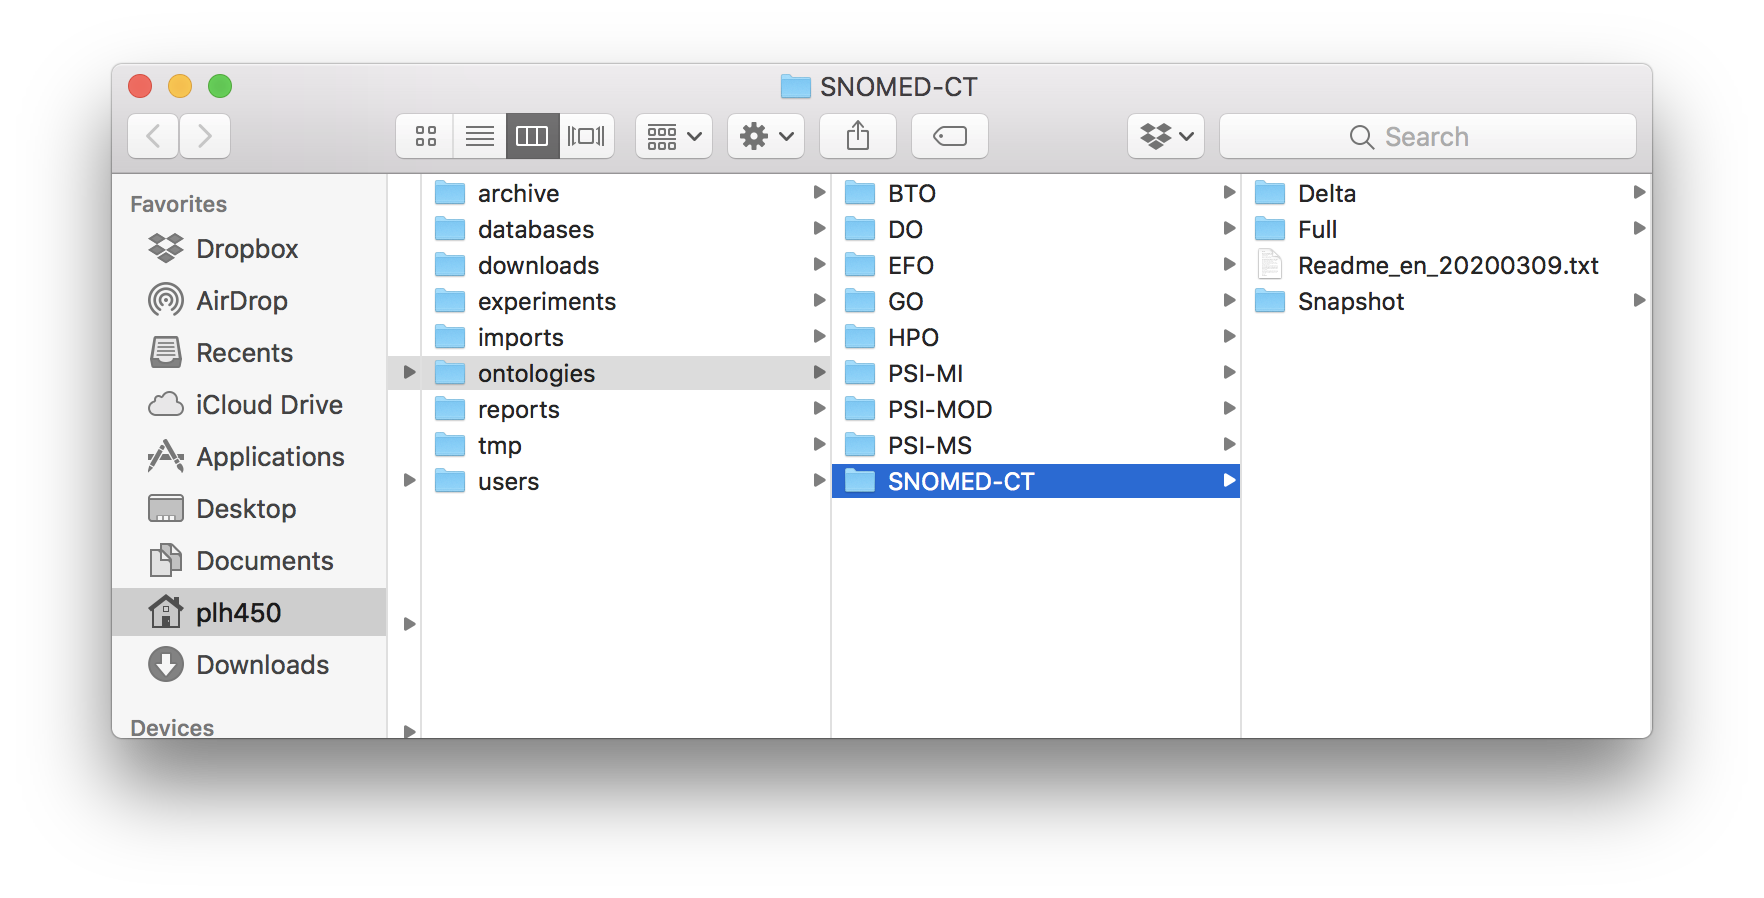 SNOMED-CT
Search
Favorites
Dropbox
AirDrop
Recents
iCloud Drive
Applications
Desktop
Documents
plh450
Downloads
Devices
archive
databases
downloads
experiments
imports
ontologies
reports
tmp
users
BTO
DO
EFO
GO
HPO
PSI-MI
PSI-MOD
PSI-MS
SNOMED-CT
Delta
Full
Readme_en_20200309.txt
Snapshot